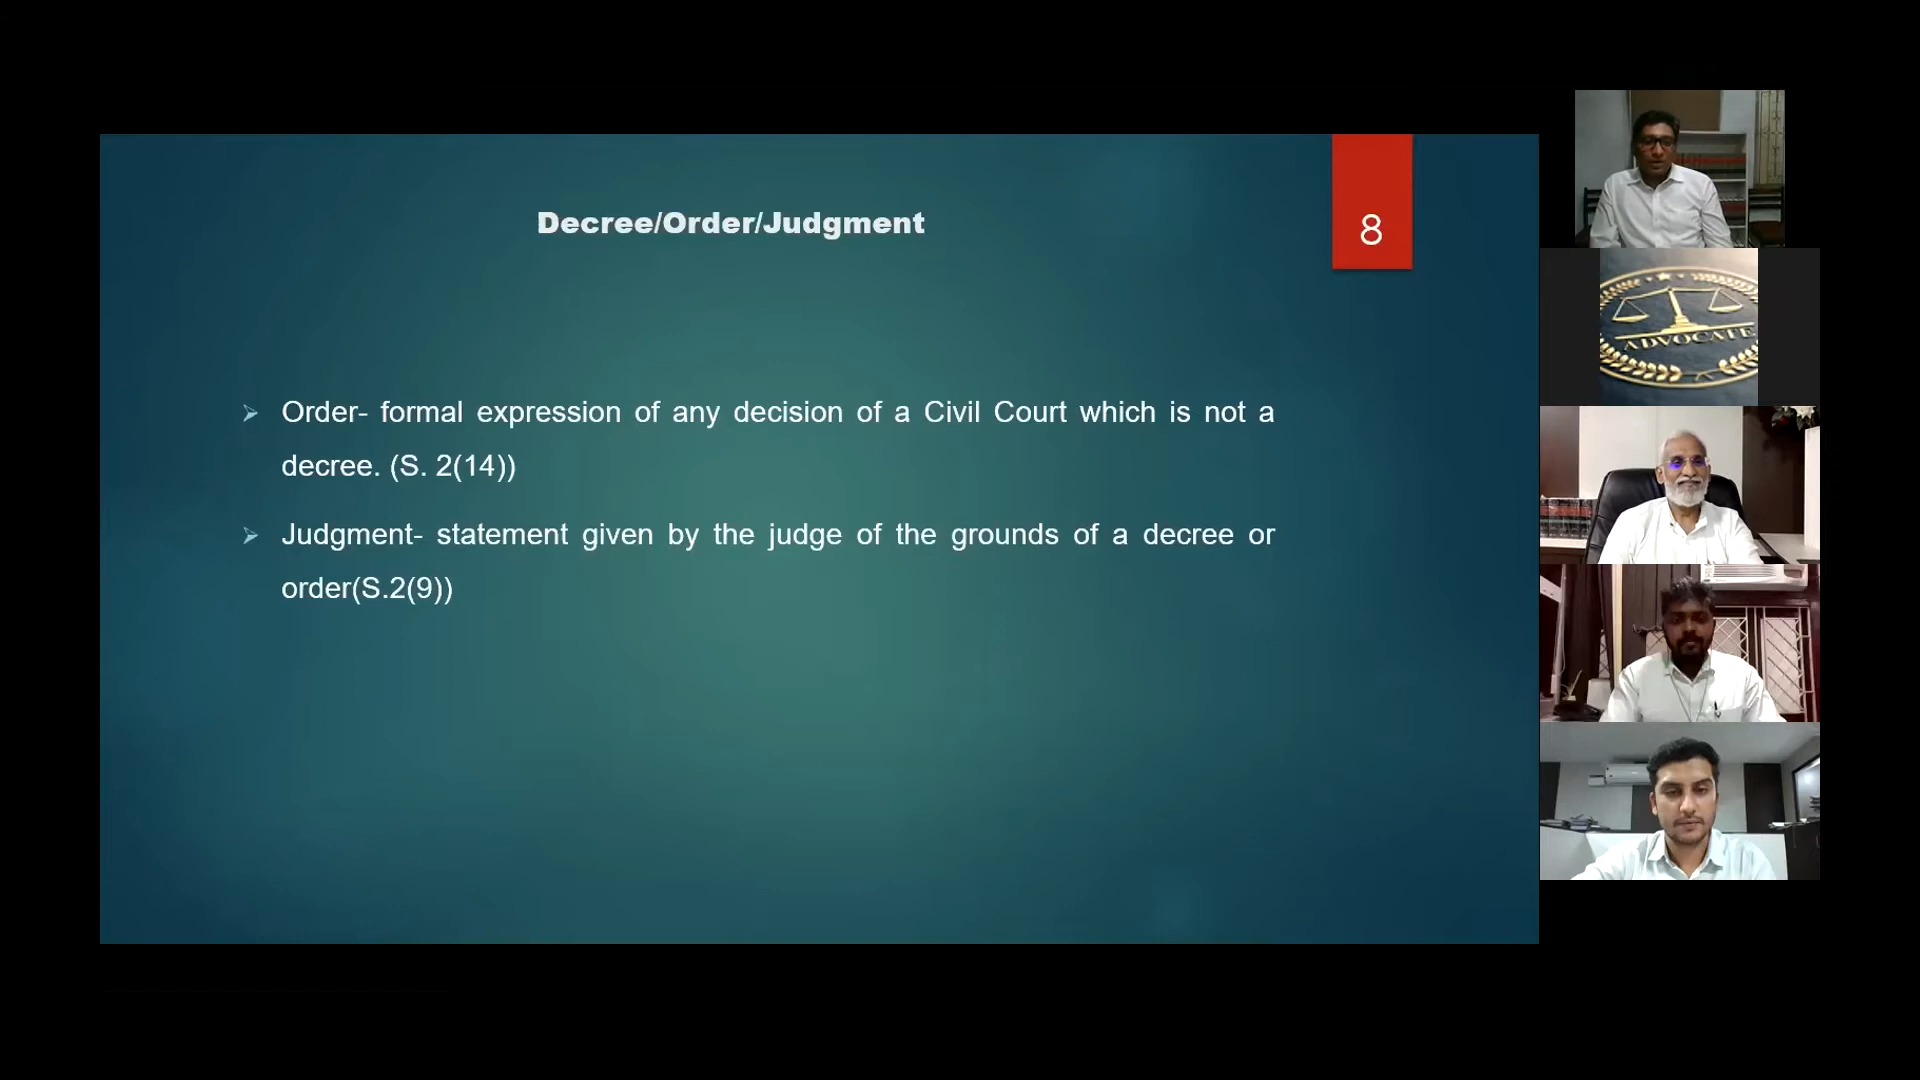 Decree/Order/Judgment
8
Order- formal expression of any decision of a Civil Court which is not a
decree. (S. 2(14))
Judgment- statement given by the judge of the grounds of a decree or
order(S.2(9))
ADVOCATE